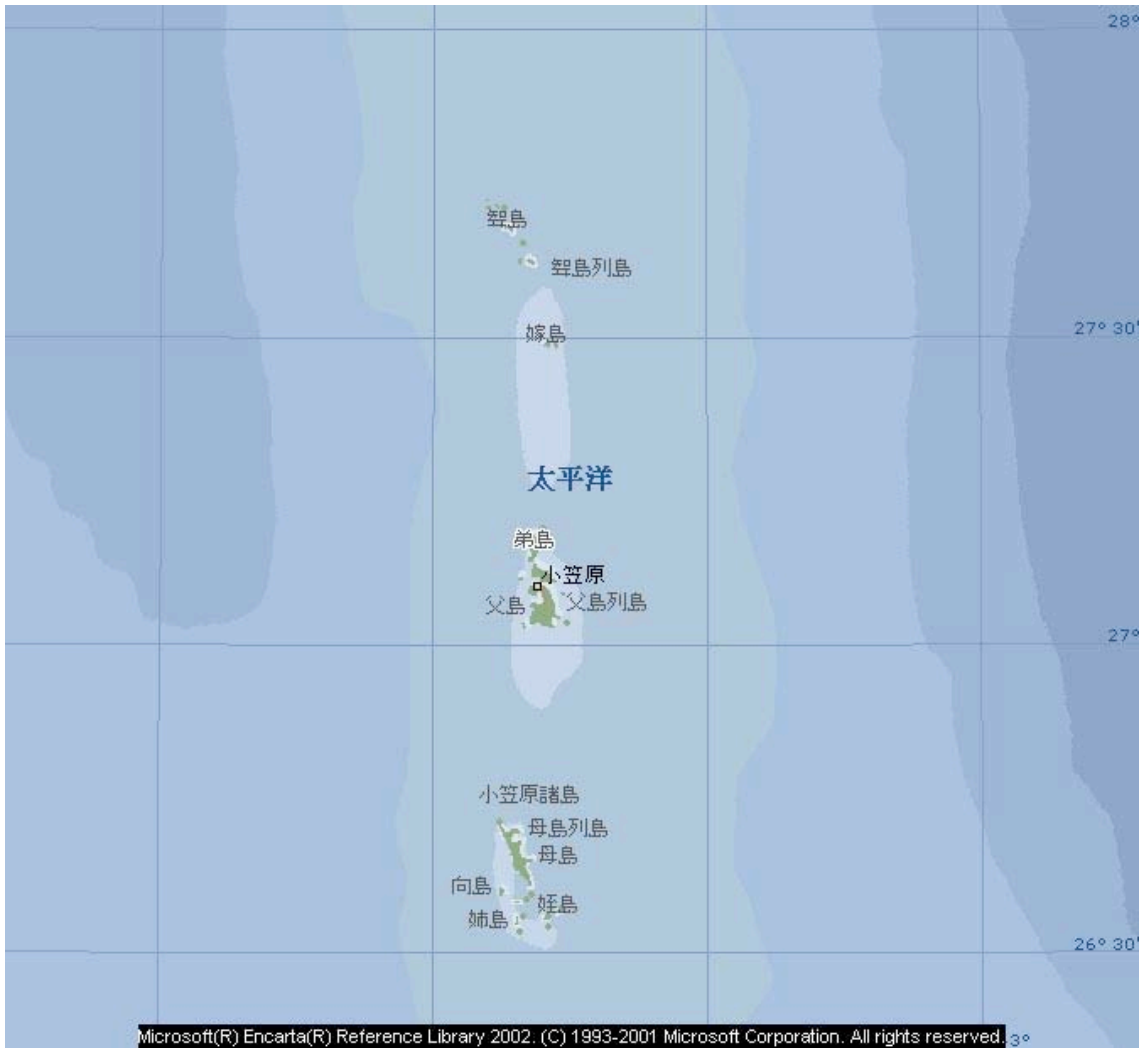 28°
聟島
聟島列島
嫁島
27° 30'
太平洋
弟島
小笠原
父島
父島列島
27°
小笠原諸島
母島列島
母島
向島
姪島
姉島
26° 30'
Microsoft(R) Encarta(R) Reference Library 2002. (C) 1993-2001 Microsoft Corporation. All rights reserved.
3°